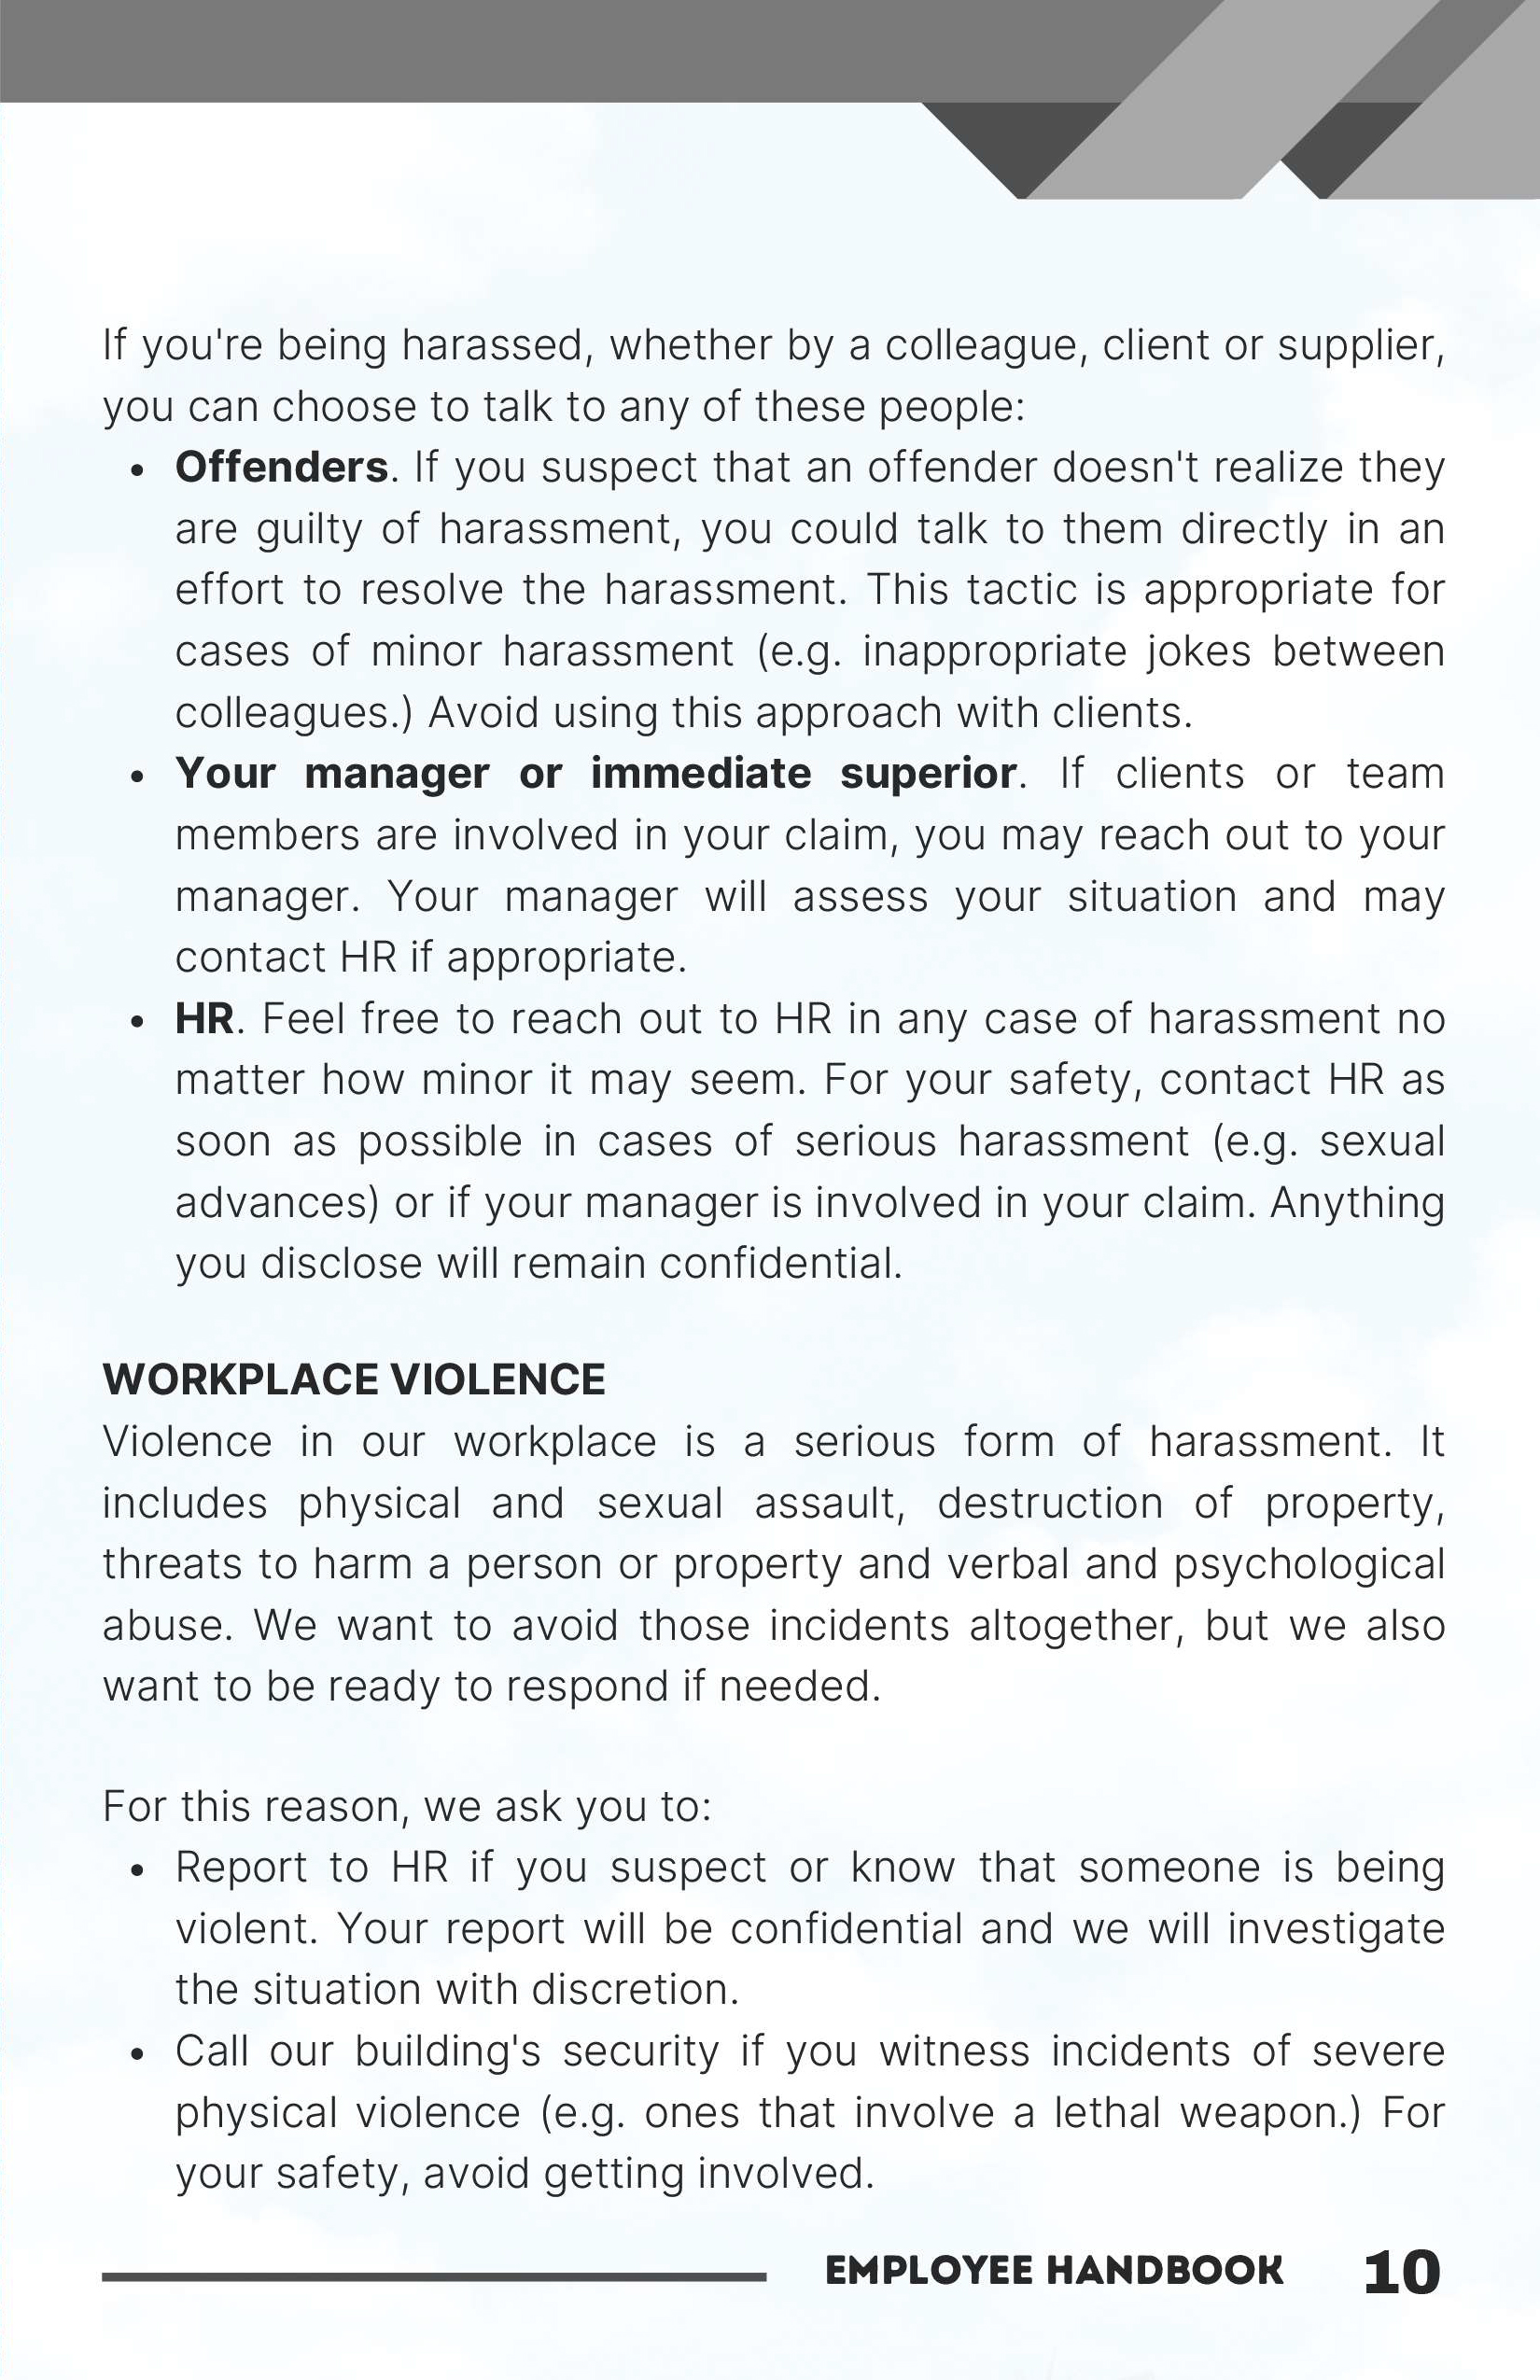 If you're being harassed, whether by a colleague, client or supplier,
you can choose to talk to any of these people:
• Offenders. If you suspect that an offender doesn't realize they
are guilty of harassment, you could talk to them directly in an
effort to resolve the harassment. This tactic is appropriate for
cases of minor harassment (e.g. inappropriate jokes between
colleagues.) Avoid using this approach with clients.
• Your manager or immediate superior. If clients or team
members are involved in your claim, you may reach out to your
manager. Your manager will assess your situation and may
contact HR if appropriate.
• HR. Feel free to reach out to HR in any case of harassment no
matter how minor it may seem. For your safety, contact HR as
soon as possible in cases of serious harassment (e.g. sexual
advances) or if your manager is involved in your claim. Anything
you disclose will remain confidential.
WORKPLACE VIOLENCE
Violence in our workplace is a serious form of harassment. It
includes physical and sexual assault, destruction of property,
threats to harm a person or property and verbal and psychological
abuse. We want to avoid those incidents altogether, but we also
want to be ready to respond if needed.
For this reason, we ask you to:
• Report to HR if you suspect or know that someone is being
violent. Your report will be confidential and we will investigate
the situation with discretion.
• Call our building's security if you witness incidents of severe
physical violence (e.g. ones that involve a lethal weapon.) For
your safety, avoid getting involved.
EMPLOYEE HANDBOOK 10